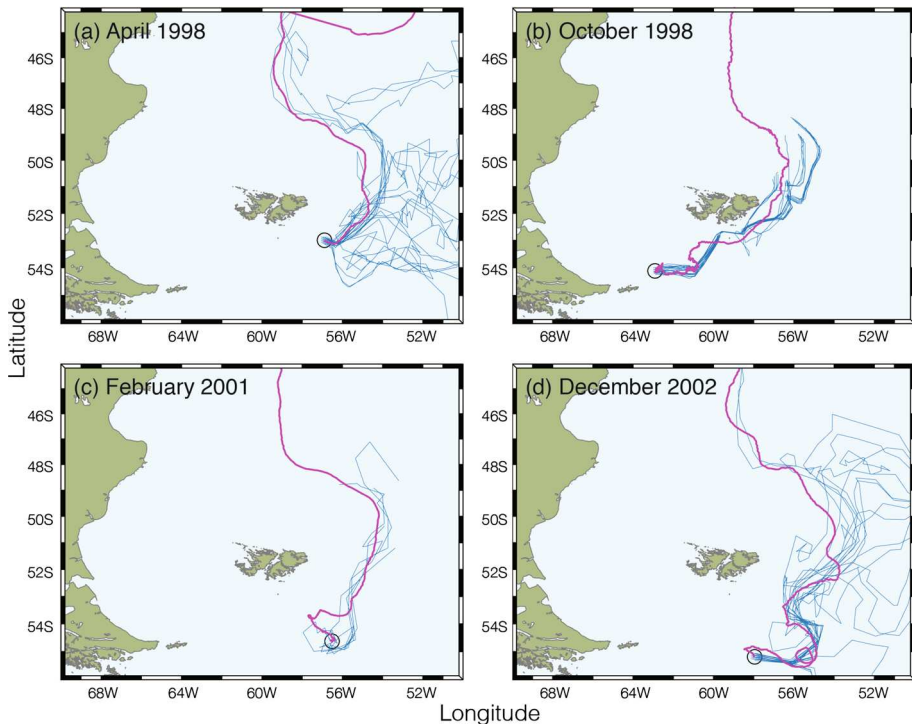 (a) April 1998
(b) October 1998
46S
48S
50S
52S
54S
46S
48S
50S
52S
54S
68W 64W 60W 56W 52W
68W 64W 60W 56W 52W
Latitude
(c) February 2001
(d) December 2002
46S
48S
50S
52S
54S
46S
48S
50S
52S
54S
68W 64W 60W 56W 52W
68W 64W 60W 56W 52W
Longitude